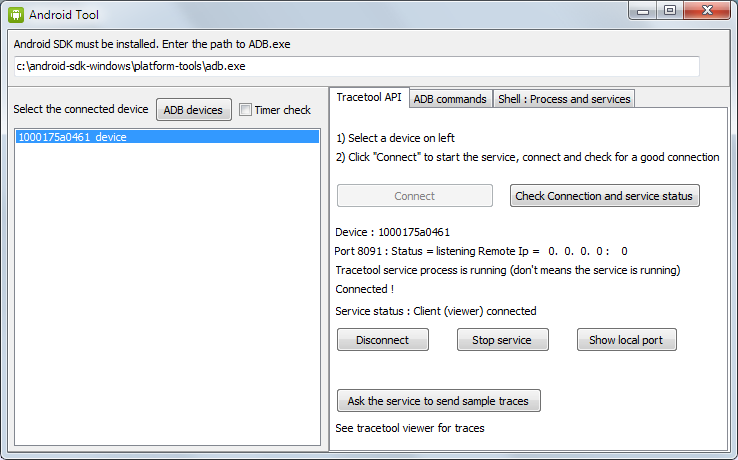 Android Tool
Android SDK must be installed. Enter the path to ADB.exe
c:\android-sdk-windows\platform-tools\adb.exe
Select the connected device ADB devices Timer check
1000175a0461 device
Tracetool API ADB commands Shell : Process and services
1) Select a device on left
2) Click "Connect" to start the service, connect and check for a good connection
Connect Check Connection and service status
Device : 1000175a0461
Port 8091 : Status = listening Remote Ip = 0. 0. 0. 0 : 0
Tracetool service process is running (don't means the service is running)
Connected !
Service status : Client (viewer) connected
Disconnect Stop service Show local port
Ask the service to send sample traces
See tracetool viewer for traces